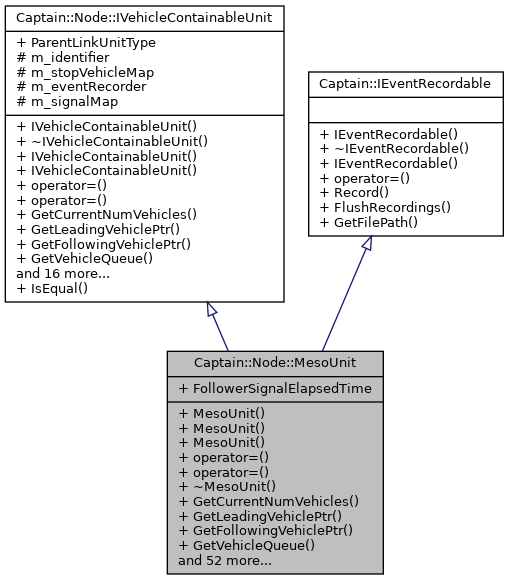 Captain::Node::IVehicleContainableUnit
+ ParentLinkUnitType
# m_identifier
# m_stopVehicleMap
# m_eventRecorder
# m_signalMap
+ IVehicleContainableUnit()
+ ~IVehicleContainableUnit()
+ IVehicleContainableUnit()
+ IVehicleContainableUnit()
+ operator=()
+ operator=()
+ GetCurrentNumVehicles()
+ GetLeadingVehiclePtr()
+ GetFollowingVehiclePtr()
+ GetVehicleQueue()
and 16 more...
+ IsEqual()
Captain::IEventRecordable
+ IEventRecordable()
+ ~IEventRecordable()
+ IEventRecordable()
+ operator=()
+ Record()
+ FlushRecordings()
+ GetFilePath()
Captain::Node::MesoUnit
+ FollowerSignalElapsedTime
+ MesoUnit()
+ MesoUnit()
+ MesoUnit()
+ operator=()
+ operator=()
+ ~MesoUnit()
+ GetCurrentNumVehicles()
+ GetLeadingVehiclePtr()
+ GetFollowingVehiclePtr()
+ GetVehicleQueue()
and 52 more...